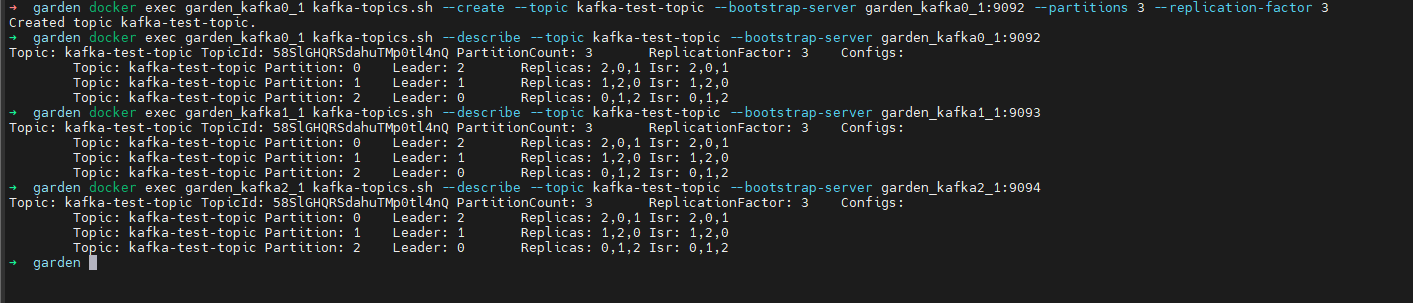 ➜ garden docker exec garden_kafka0_1 kafka-topics.sh --create --topic kafka-test-topic --bootstrap-server garden_kafka0_1:9092 --partitions 3 --replication-factor 3
Created topic kafka-test-topic.
➜ garden docker exec garden_kafka0_1 kafka-topics.sh --describe --topic kafka-test-topic --bootstrap-server garden_kafka0_1:9092
Topic: kafka-test-topic TopicId: 58SlGHQRSdahuTMp0tl4nQ PartitionCount: 3 ReplicationFactor: 3 Configs:
Topic: kafka-test-topic Partition: 0 Leader: 2 Replicas: 2,0,1 Isr: 2,0,1
Topic: kafka-test-topic Partition: 1 Leader: 1 Replicas: 1,2,0 Isr: 1,2,0
Topic: kafka-test-topic Partition: 2 Leader: 0 Replicas: 0,1,2 Isr: 0,1,2
➜ garden docker exec garden_kafka1_1 kafka-topics.sh --describe --topic kafka-test-topic --bootstrap-server garden_kafka1_1:9093
Topic: kafka-test-topic TopicId: 58SlGHQRSdahuTMp0tl4nQ PartitionCount: 3 ReplicationFactor: 3 Configs:
Topic: kafka-test-topic Partition: 0 Leader: 2 Replicas: 2,0,1 Isr: 2,0,1
Topic: kafka-test-topic Partition: 1 Leader: 1 Replicas: 1,2,0 Isr: 1,2,0
Topic: kafka-test-topic Partition: 2 Leader: 0 Replicas: 0,1,2 Isr: 0,1,2
➜ garden docker exec garden_kafka2_1 kafka-topics.sh --describe --topic kafka-test-topic --bootstrap-server garden_kafka2_1:9094
Topic: kafka-test-topic TopicId: 58SlGHQRSdahuTMp0tl4nQ PartitionCount: 3 ReplicationFactor: 3 Configs:
Topic: kafka-test-topic Partition: 0 Leader: 2 Replicas: 2,0,1 Isr: 2,0,1
Topic: kafka-test-topic Partition: 1 Leader: 1 Replicas: 1,2,0 Isr: 1,2,0
Topic: kafka-test-topic Partition: 2 Leader: 0 Replicas: 0,1,2 Isr: 0,1,2
➜ garden